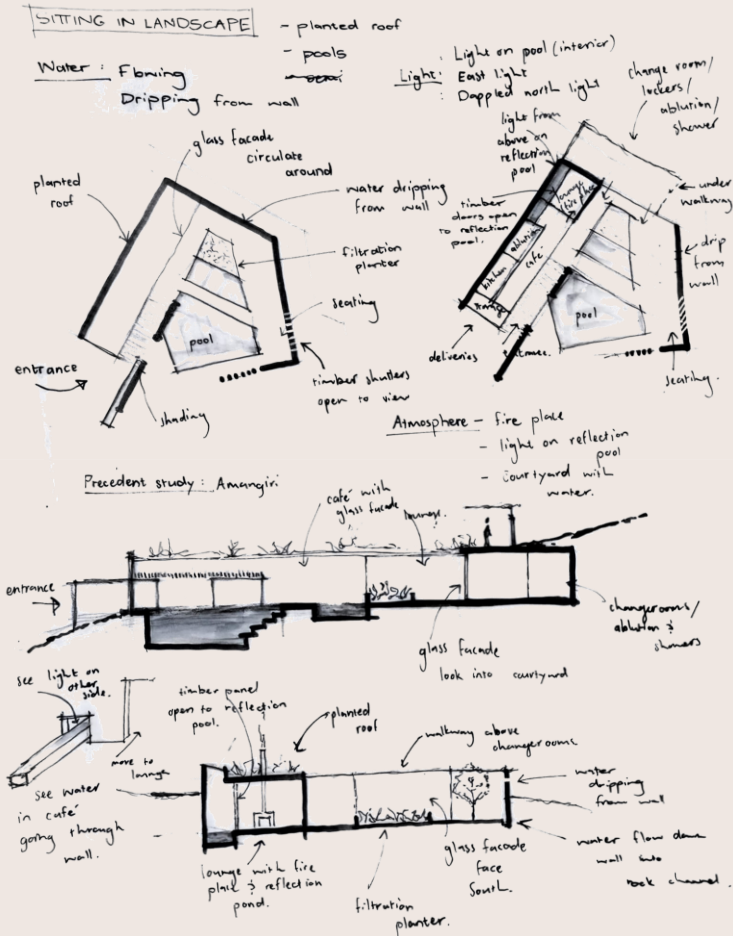 SITTING IN LANDSCAPE
- planted roof
- pools
Water : Flowing
Dripping from wall
Light : Light on pool (interior)
: East light
: Dappled north light
glass facade
circulate
around
planted
roof
water dripping
from wall
filtration
planter
seating
pool
entrance
shading
timber shutters
open to view
change room/
lockers/
ablution/
shower
light from
above on
reflection
pool
lounge
fire place
under
walkway
timber
doors open
to reflection
pool.
ablution
kitchen
café
storage
drip
from
wall
pool
deliveries
entrance.
seating.
Atmosphere - fire place
- light on reflection
pool
- courtyard with
water.
Precedent study : Amangiri
café with
glass facade
lounge.
entrance
changerooms/
ablution &
showers
glass facade
look into courtyard
see light on
other
side.
move to
lounge
see water
in café
going through
wall.
timber panel
open to reflection
pool.
planted
roof
walkway above
changerooms
water
dripping
from wall
water flow down
wall into
rock channel.
lounge with fire
place & reflection
pond.
filtration
planter.
glass facade
face
South.